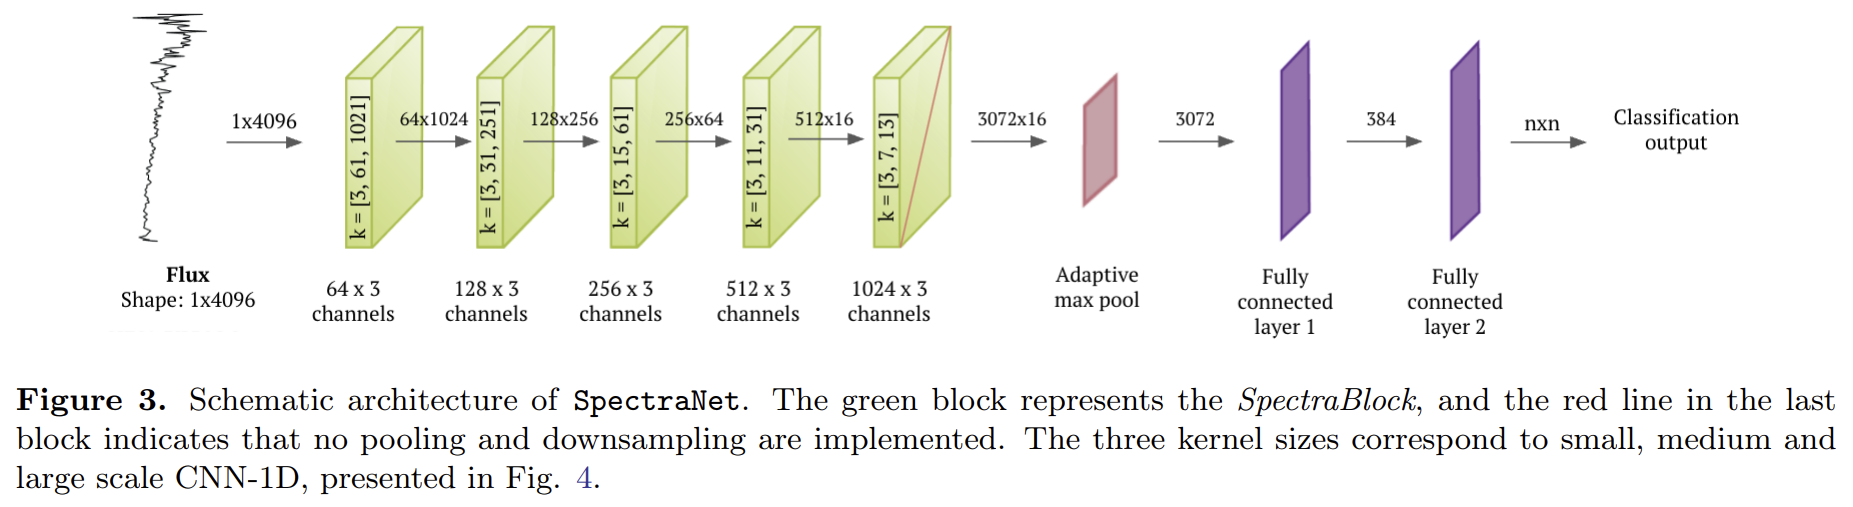 1x4096
64x1024
128x256
256x64
512x16
3072x16
3072
384
nxn
Classification
output
k = [3, 61, 1021]
k = [3, 31, 251]
k = [3, 15, 61]
k = [3, 11, 31]
k = [3, 7, 13]
Flux
Shape: 1x4096
64 x 3
channels
128 x 3
channels
256 x 3
channels
512 x 3
channels
1024 x 3
channels
Adaptive
max pool
Fully
connected
layer 1
Fully
connected
layer 2
Figure 3. Schematic architecture of SpectraNet. The green block represents the SpectraBlock, and the red line in the last
block indicates that no pooling and downsampling are implemented. The three kernel sizes correspond to small, medium and
large scale CNN-1D, presented in Fig. 4.